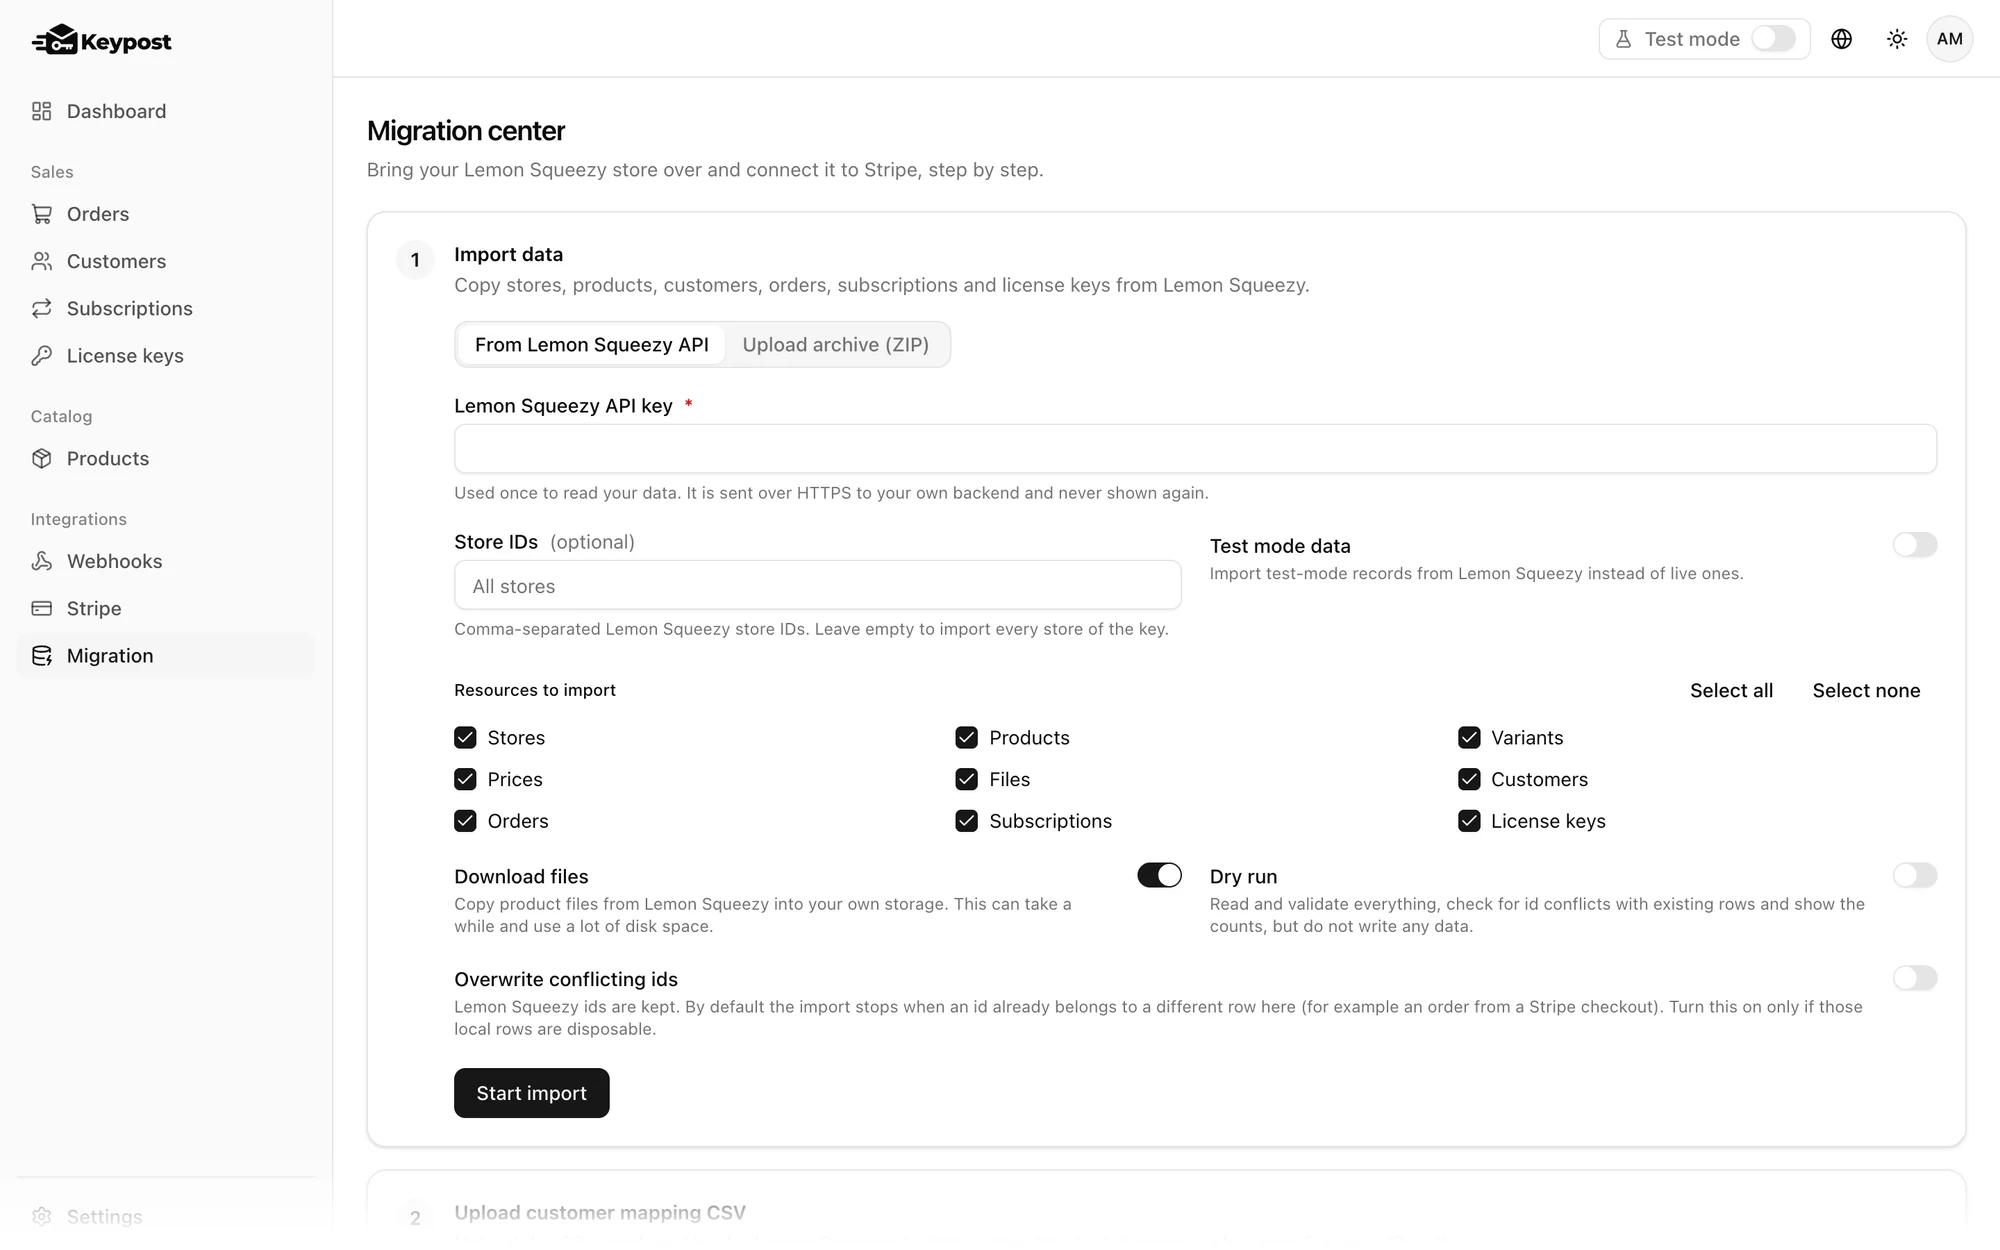 Keypost
Test mode
AM
Dashboard
Sales
Orders
Customers
Subscriptions
License keys
Catalog
Products
Integrations
Webhooks
Stripe
Migration
Settings
Migration center
Bring your Lemon Squeezy store over and connect it to Stripe, step by step.
1
Import data
Copy stores, products, customers, orders, subscriptions and license keys from Lemon Squeezy.
From Lemon Squeezy API
Upload archive (ZIP)
Lemon Squeezy API key *
Used once to read your data. It is sent over HTTPS to your own backend and never shown again.
Store IDs (optional)
All stores
Comma-separated Lemon Squeezy store IDs. Leave empty to import every store of the key.
Test mode data
Import test-mode records from Lemon Squeezy instead of live ones.
Resources to import
Select all
Select none
Stores
Products
Variants
Prices
Files
Customers
Orders
Subscriptions
License keys
Download files
Copy product files from Lemon Squeezy into your own storage. This can take a
while and use a lot of disk space.
Dry run
Read and validate everything, check for id conflicts with existing rows and show the
counts, but do not write any data.
Overwrite conflicting ids
Lemon Squeezy ids are kept. By default the import stops when an id already belongs to a different row here (for example an order from a Stripe checkout). Turn this on only if those
local rows are disposable.
Start import
2
Upload customer mapping CSV